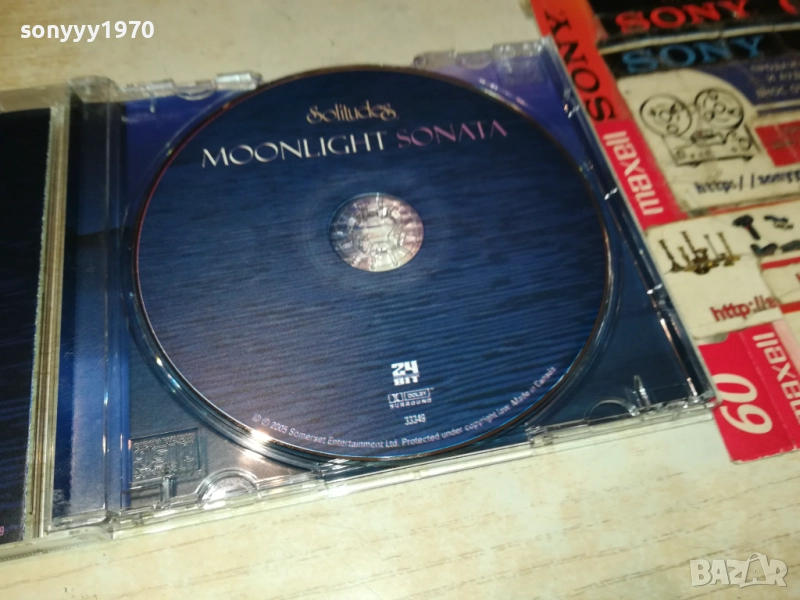 sonyyy1970
Solitudes
MOONLIGHT SONATA
24
BIT
DOLBY
SURROUND
33349
℗ © 2005 Somerset Entertainment Ltd. Protected under copyright law. Made in Canada
SONY
SONY
SONY
maxell
http://sonyy
http://
maxell
60
BAZAR